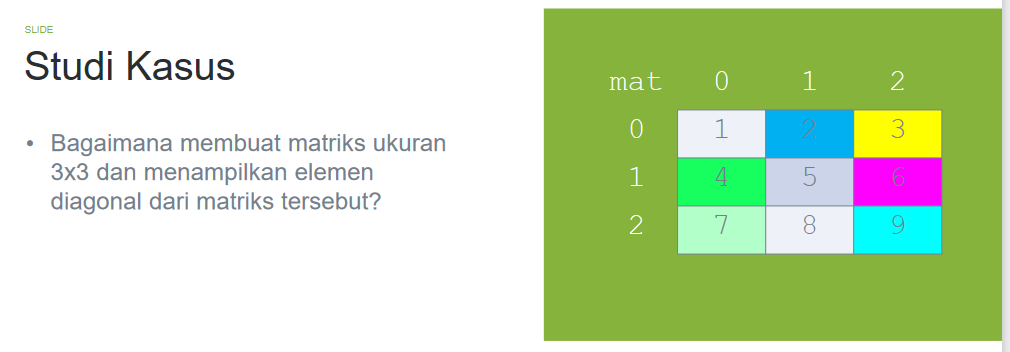 SLIDE
Studi Kasus
• Bagaimana membuat matriks ukuran
3x3 dan menampilkan elemen
diagonal dari matriks tersebut?
mat 0 1 2
0 1 2 3
1 4 5 6
2 7 8 9